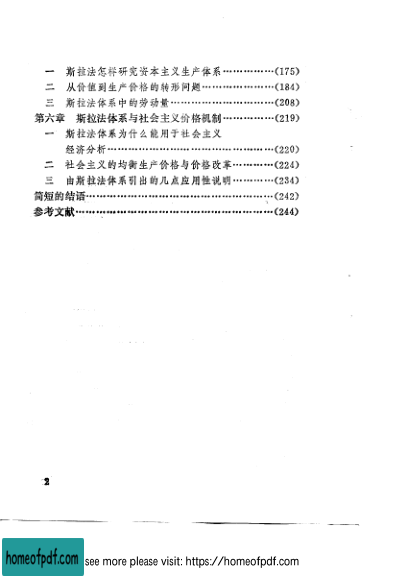 一 斯拉法怎样研究资本主义生产体系……………(175)
二 从价值到生产价格的转形问题…………………(184)
三 斯拉法体系中的劳动量…………………………(208)
第六章 斯拉法体系与社会主义价格机制……………(219)
一 斯拉法体系为什么能用于社会主义
经济分析……………………………………………(220)
二 社会主义的均衡生产价格与价格改革…………(224)
三 由斯拉法体系引出的几点应用性说明…………(234)
简短的结语………………………………………………(242)
参考文献…………………………………………………(244)
2
homeofpdf.com
see more please visit: https://homeofpdf.com